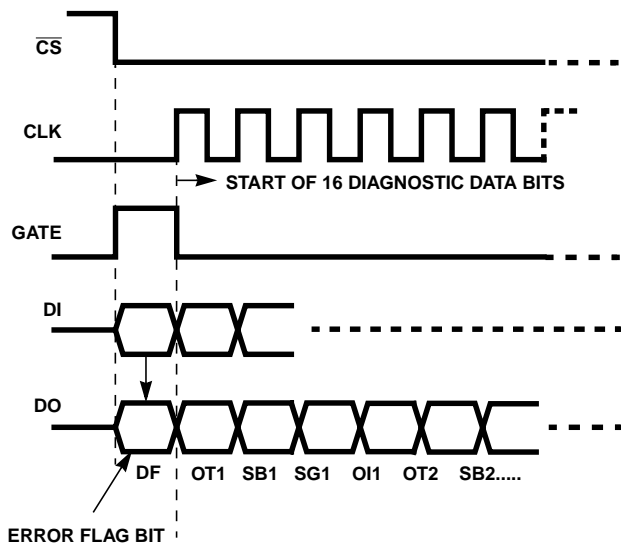 CS
CLK
START OF 16 DIAGNOSTIC DATA BITS
GATE
DI
DO
DF OT1 SB1 SG1 OI1 OT2 SB2.....
ERROR FLAG BIT